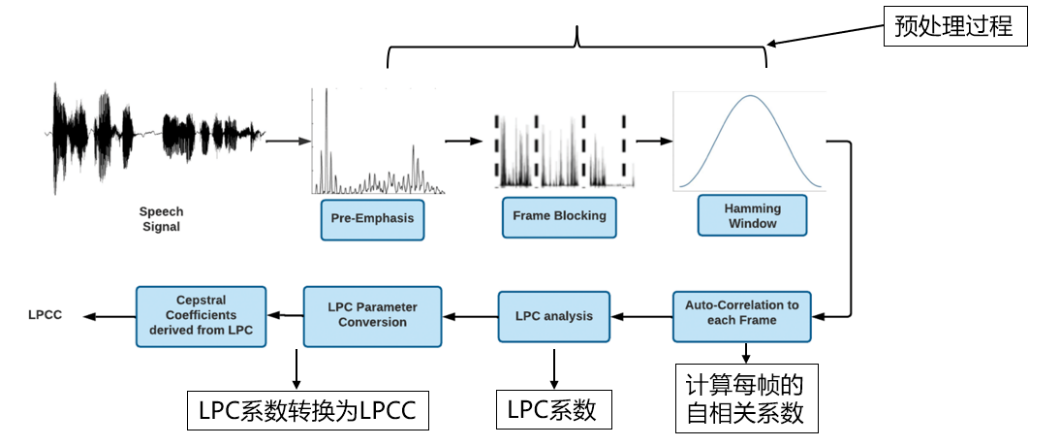 预处理过程
Speech
Signal
Pre-Emphasis
Frame Blocking
Hamming
Window
LPCC
Cepstral
Coefficients
derived from LPC
LPC Parameter
Conversion
LPC analysis
Auto-Correlation to
each Frame
LPC系数转换为LPCC
LPC系数
计算每帧的
自相关系数